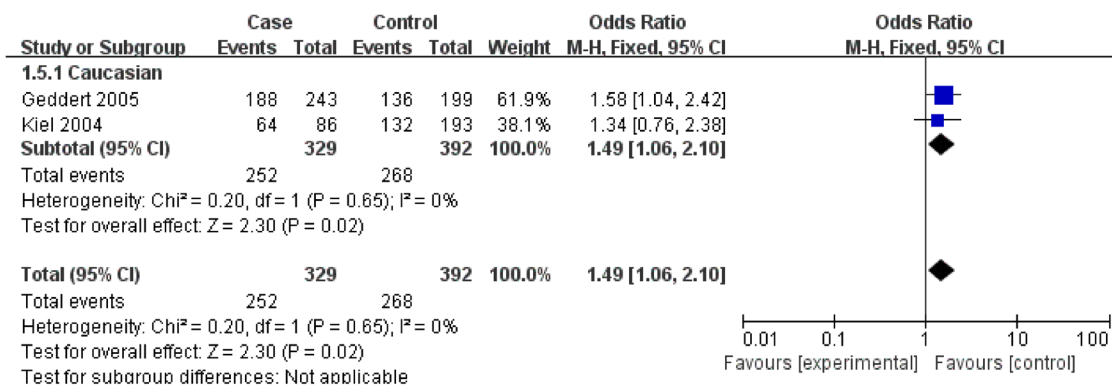 Case Control Odds Ratio Odds Ratio
Study or Subgroup Events Total Events Total Weight M-H, Fixed, 95% CI M-H, Fixed, 95% CI
1.5.1 Caucasian
Geddert 2005 188 243 136 199 61.9% 1.58 [1.04, 2.42]
Kiel 2004 64 86 132 193 38.1% 1.34 [0.76, 2.38]
Subtotal (95% CI) 329 392 100.0% 1.49 [1.06, 2.10]
Total events 252 268
Heterogeneity: Chi² = 0.20, df = 1 (P = 0.65); I² = 0%
Test for overall effect: Z = 2.30 (P = 0.02)
Total (95% CI) 329 392 100.0% 1.49 [1.06, 2.10]
Total events 252 268
Heterogeneity: Chi² = 0.20, df = 1 (P = 0.65); I² = 0%
Test for overall effect: Z = 2.30 (P = 0.02)
Test for subgroup differences: Not applicable
0.01 0.1 1 10 100
Favours [experimental] Favours [control]